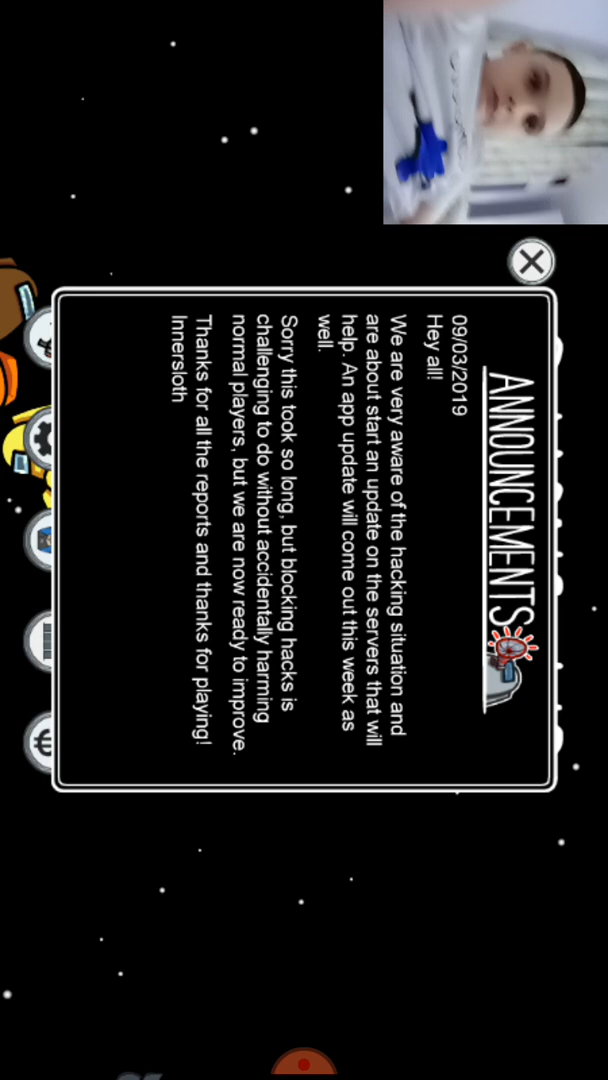 ANNOUNCEMENTS
09/03/2019
Hey all!
We are very aware of the hacking situation and
are about start an update on the servers that will
help. An app update will come out this week as
well.
Sorry this took so long, but blocking hacks is
challenging to do without accidentally harming
normal players, but we are now ready to improve.
Thanks for all the reports and thanks for playing!
Innersloth